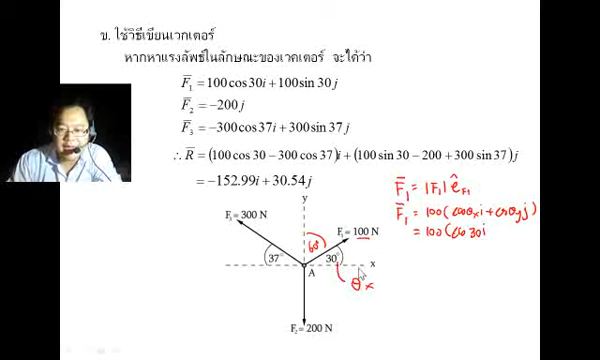 ข. ใช้วิธีเขียนเวกเตอร์
หากหาแรงลัพธ์ในลักษณะของเวคเตอร์ จะได้ว่า
F̅₁ = 100cos30i + 100sin30j
F̅₂ = −200j
F̅₃ = −300cos37i + 300sin37j
∴ R̅ = (100cos30 − 300cos37)i + (100sin30 − 200 + 300sin37)j
= −152.99i + 30.54j
F̅₁ = |F₁| ê_F₁
F̅₁ = 100(cosθₓi + cosθyj)
= 100(cos30i
y
F₃ = 300 N
F₁ = 100 N
60°
37°
30°
x
A
θx
F₂ = 200 N